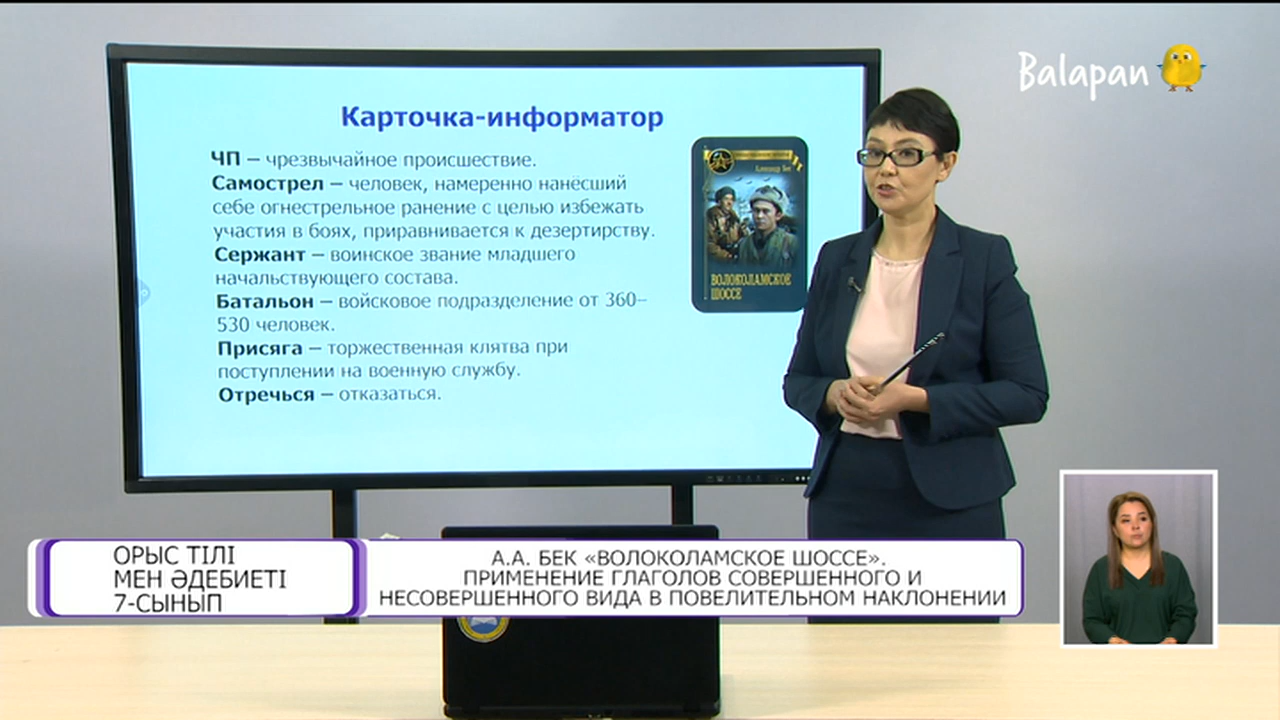 Balapan
Карточка-информатор
ЧП – чрезвычайное происшествие.
Самострел – человек, намеренно нанёсший
себе огнестрельное ранение с целью избежать
участия в боях, приравнивается к дезертирству.
Сержант – воинское звание младшего
начальствующего состава.
Батальон – войсковое подразделение от 360–
530 человек.
Присяга – торжественная клятва при
поступлении на военную службу.
Отречься – отказаться.
Александр Бек
ВОЛОКОЛАМСКОЕ
ШОССЕ
ОРЫС ТІЛІ
МЕН ӘДЕБИЕТІ
7-СЫНЫП
А.А. БЕК «ВОЛОКОЛАМСКОЕ ШОССЕ».
ПРИМЕНЕНИЕ ГЛАГОЛОВ СОВЕРШЕННОГО И
НЕСОВЕРШЕННОГО ВИДА В ПОВЕЛИТЕЛЬНОМ НАКЛОНЕНИИ